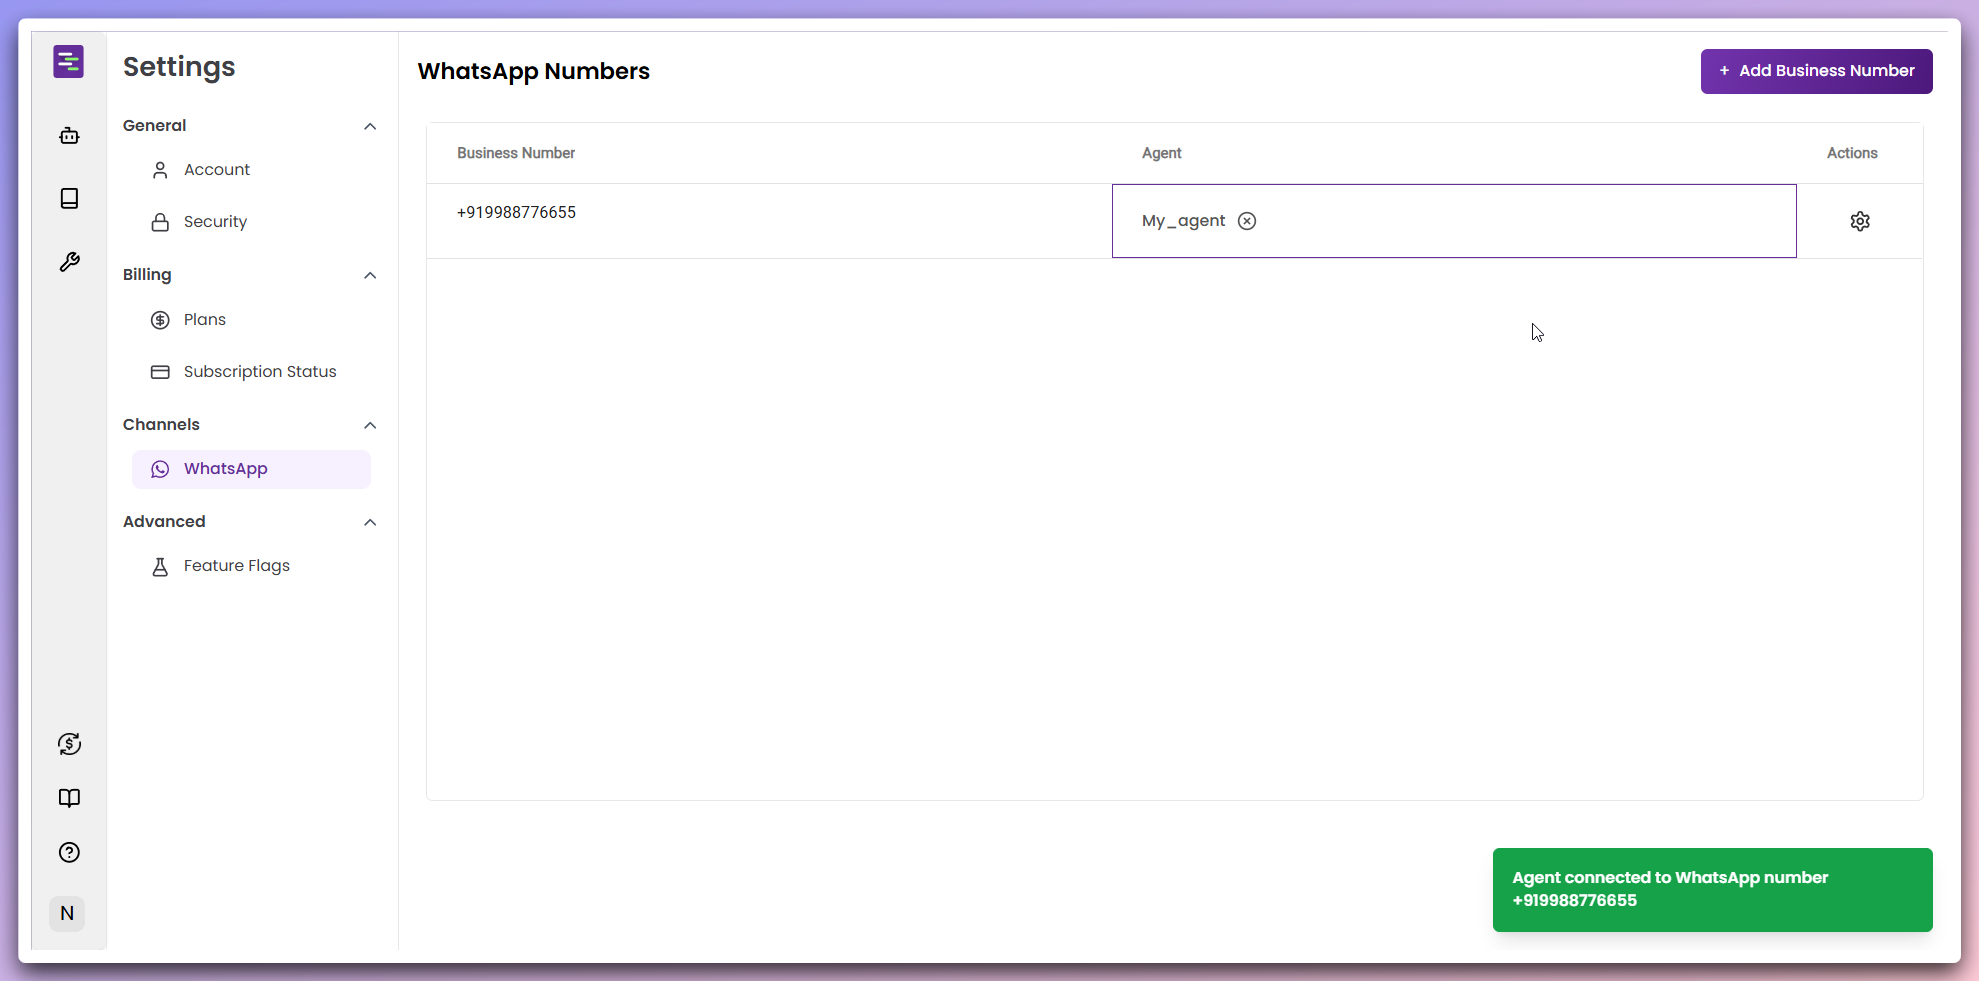 Settings
General
Account
Security
Billing
Plans
Subscription Status
Channels
WhatsApp
Advanced
Feature Flags
N
WhatsApp Numbers
+ Add Business Number
Business Number
Agent
Actions
+919988776655
My_agent
Agent connected to WhatsApp number
+919988776655